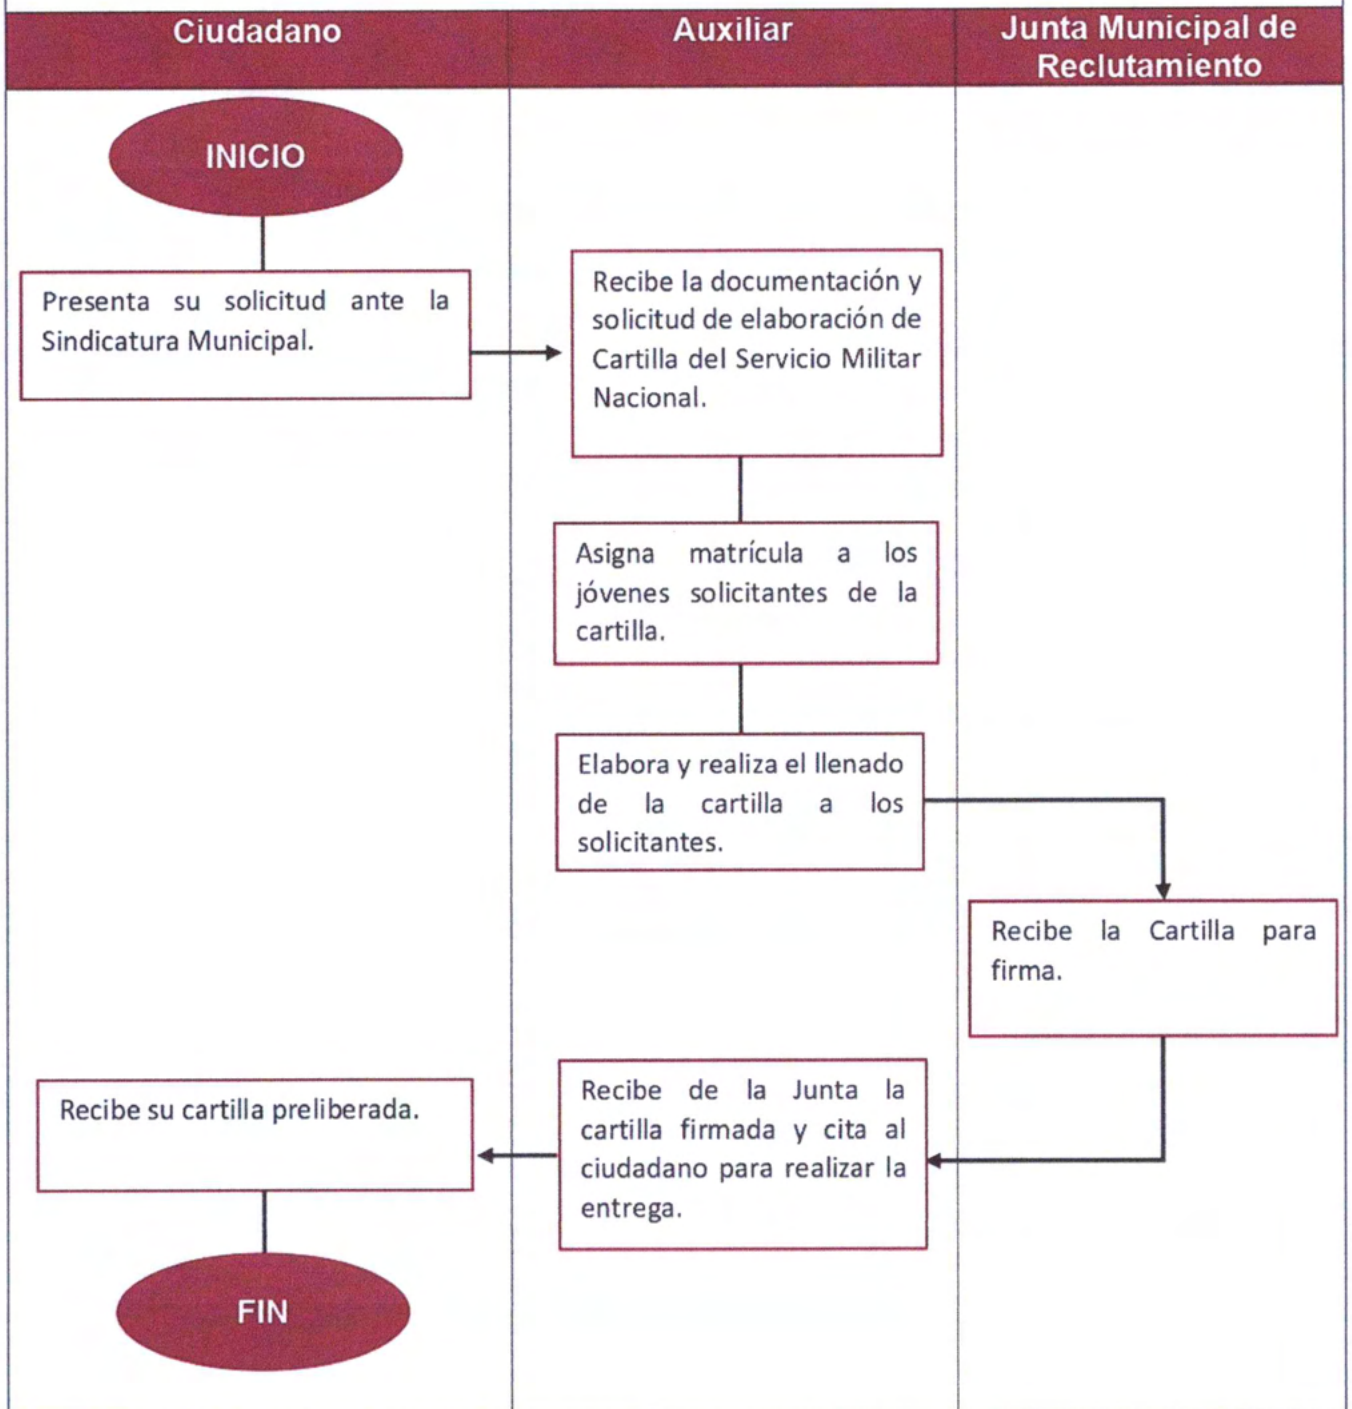 Ciudadano
Auxiliar
Junta Municipal de
Reclutamiento
INICIO
Presenta su solicitud ante la
Sindicatura Municipal.
Recibe la documentación y
solicitud de elaboración de
Cartilla del Servicio Militar
Nacional.
Asigna matrícula a los
jóvenes solicitantes de la
cartilla.
Elabora y realiza el llenado
de la cartilla a los
solicitantes.
Recibe la Cartilla para
firma.
Recibe de la Junta la
cartilla firmada y cita al
ciudadano para realizar la
entrega.
Recibe su cartilla preliberada.
FIN